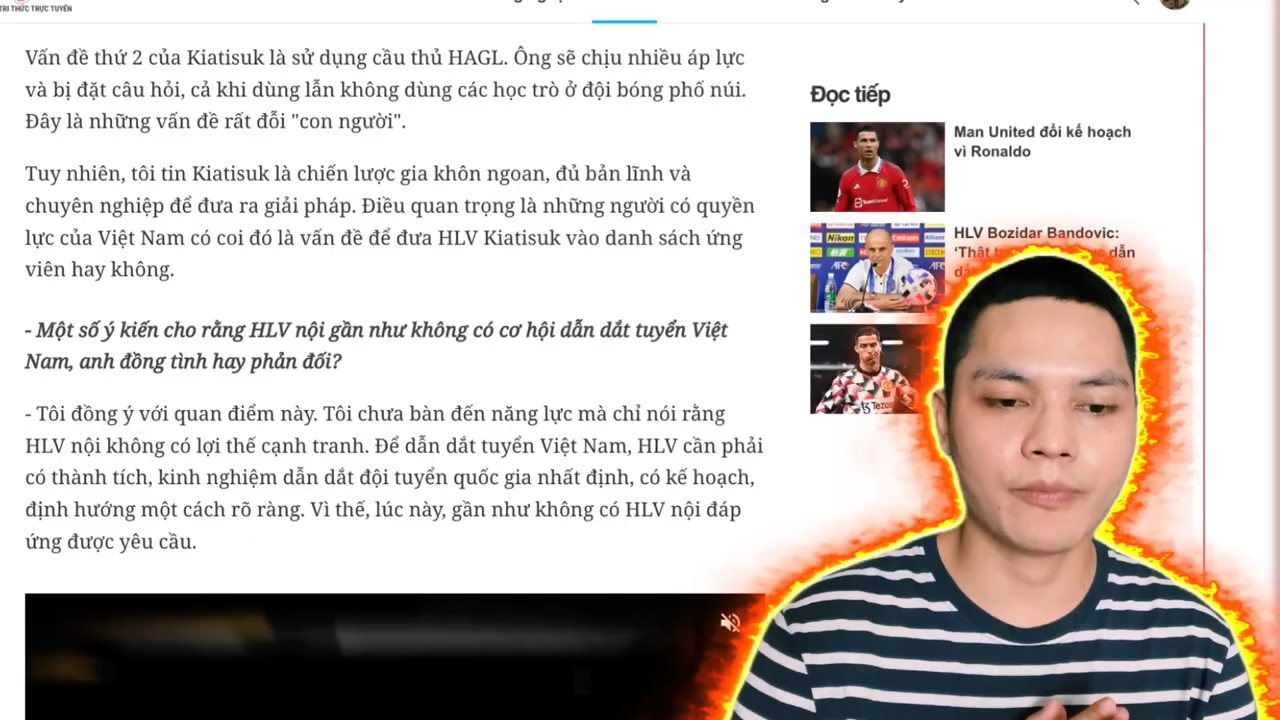 TRI THỨC TRỰC TUYẾN
Vấn đề thứ 2 của Kiatisuk là sử dụng cầu thủ HAGL. Ông sẽ chịu nhiều áp lực
và bị đặt câu hỏi, cả khi dùng lẫn không dùng các học trò ở đội bóng phố núi.
Đây là những vấn đề rất đỗi "con người".
Tuy nhiên, tôi tin Kiatisuk là chiến lược gia khôn ngoan, đủ bản lĩnh và
chuyên nghiệp để đưa ra giải pháp. Điều quan trọng là những người có quyền
lực của Việt Nam có coi đó là vấn đề để đưa HLV Kiatisuk vào danh sách ứng
viên hay không.
- Một số ý kiến cho rằng HLV nội gần như không có cơ hội dẫn dắt tuyển Việt
Nam, anh đồng tình hay phản đối?
- Tôi đồng ý với quan điểm này. Tôi chưa bàn đến năng lực mà chỉ nói rằng
HLV nội không có lợi thế cạnh tranh. Để dẫn dắt tuyển Việt Nam, HLV cần phải
có thành tích, kinh nghiệm dẫn dắt đội tuyển quốc gia nhất định, có kế hoạch,
định hướng một cách rõ ràng. Vì thế, lúc này, gần như không có HLV nội đáp
ứng được yêu cầu.
Đọc tiếp
Man United đổi kế hoạch
vì Ronaldo
HLV Bozidar Bandovic:
‘Thật dẫn
Nikon
AFC